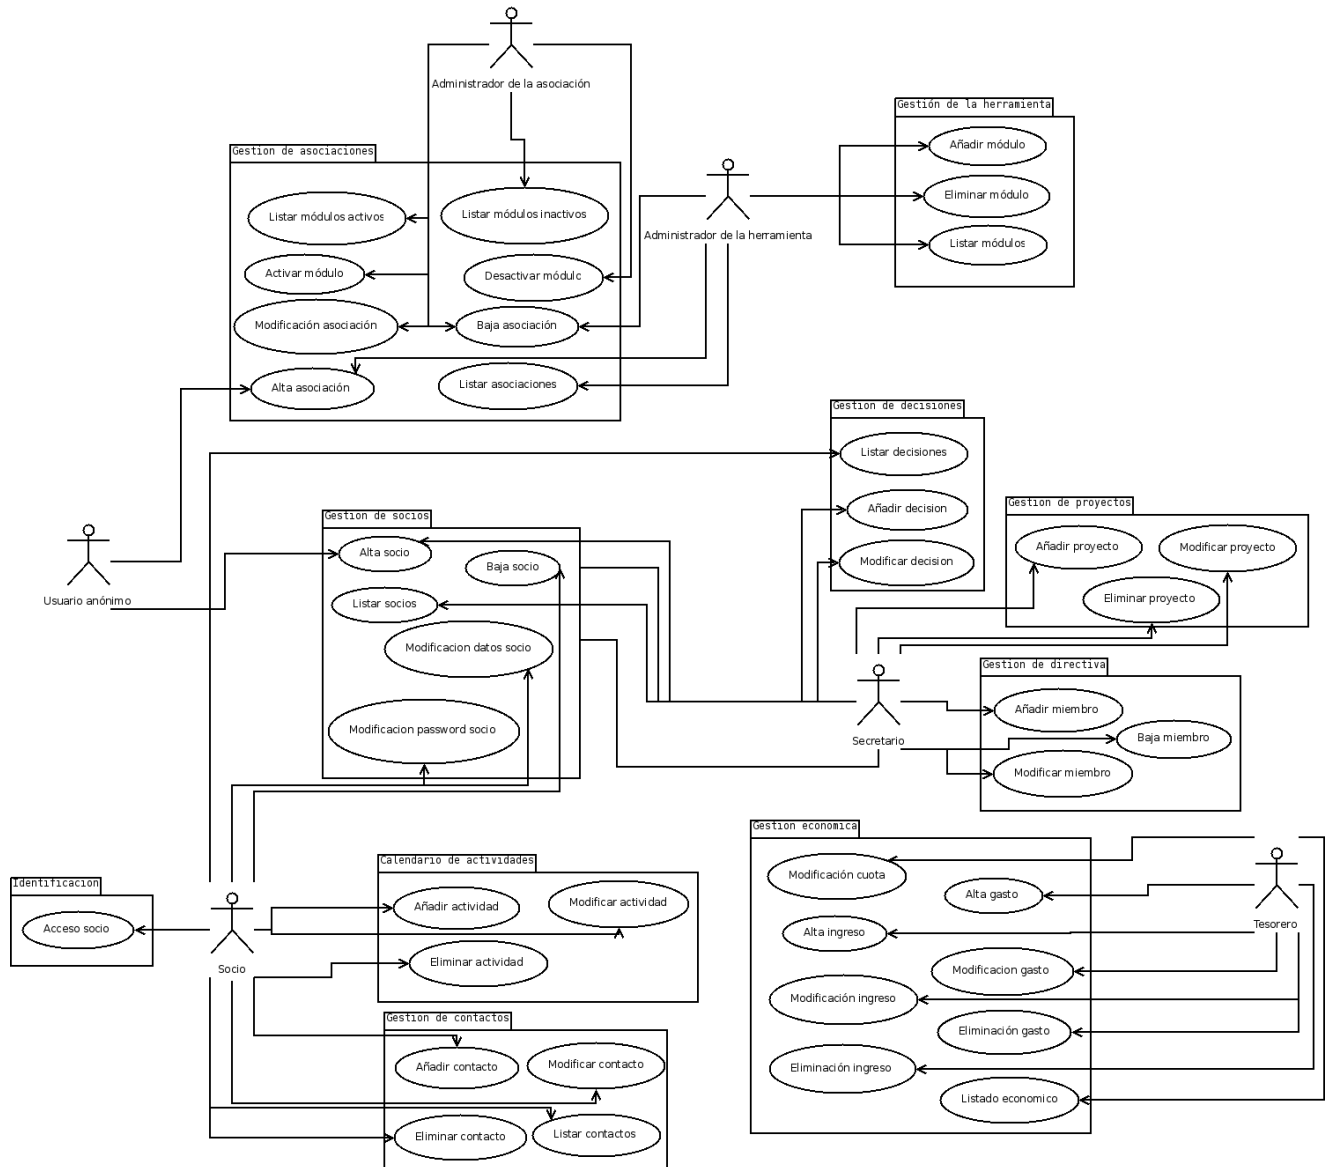 Administrador de la asociación
Gestión de la herramienta
Añadir módulo
Eliminar módulo
Listar módulos
Gestion de asociaciones
Listar módulos activos
Listar módulos inactivos
Administrador de la herramienta
Activar módulo
Desactivar módulo
Modificación asociación
Baja asociación
Alta asociación
Listar asociaciones
Gestion de decisiones
Listar decisiones
Añadir decision
Modificar decision
Gestion de proyectos
Añadir proyecto
Modificar proyecto
Eliminar proyecto
Usuario anónimo
Gestion de socios
Alta socio
Baja socio
Listar socios
Modificacion datos socio
Modificacion password socio
Secretario
Gestion de directiva
Añadir miembro
Baja miembro
Modificar miembro
Gestion economica
Modificación cuota
Alta gasto
Alta ingreso
Modificacion gasto
Modificación ingreso
Eliminación gasto
Eliminación ingreso
Listado economico
Tesorero
Identificacion
Acceso socio
Socio
Calendario de actividades
Añadir actividad
Modificar actividad
Eliminar actividad
Gestion de contactos
Añadir contacto
Modificar contacto
Eliminar contacto
Listar contactos